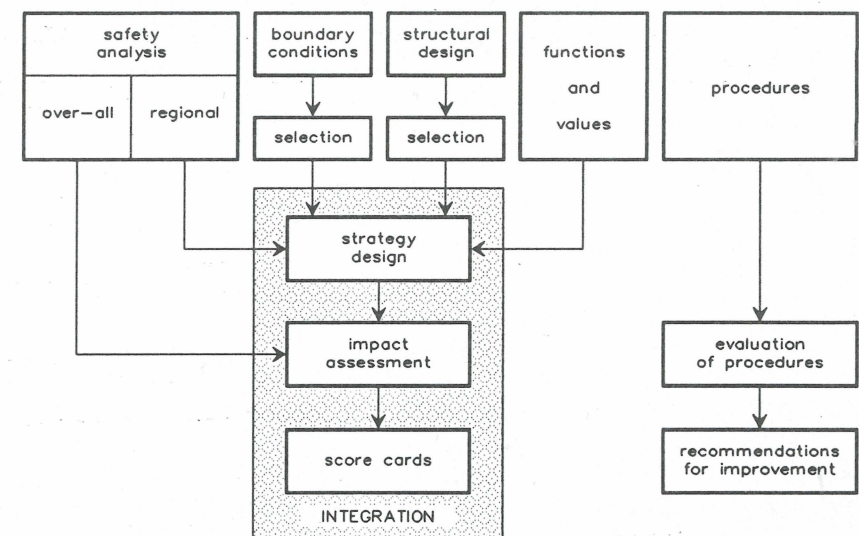 safety
analysis
over-all
regional
boundary
conditions
selection
structural
design
selection
functions
and
values
procedures
strategy
design
impact
assessment
score cards
INTEGRATION
evaluation
of procedures
recommendations
for improvement